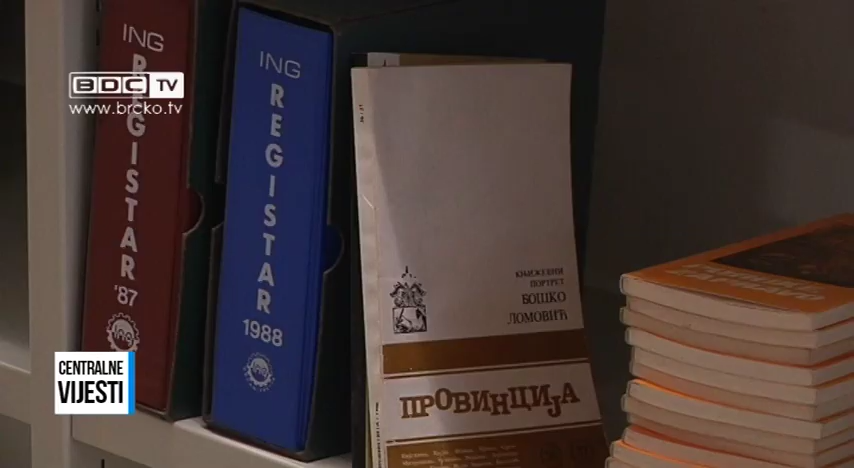 BDC TV
www.brcko.tv
ING
REGISTAR
'87
ING
REGISTAR
1988
КЊИЖЕВНИ
ПОРТРЕТ
БОШКО
ЛОМОВИЋ
ПРОВИНЦИЈА
CENTRALNE
VIJESTI